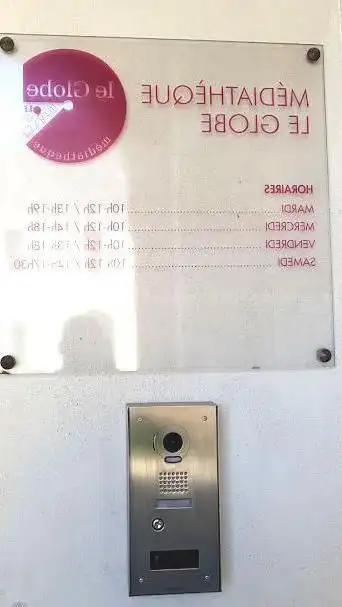 le Globe
médiathèque
MÉDIATHÈQUE
LE GLOBE
HORAIRES
MARDI ........................ 10h-12h / 13h-19h
MERCREDI ........................ 10h-12h / 14h-18h
VENDREDI ........................ 10h-12h / 13h-18h
SAMEDI ........................ 10h-12h / 14h-17h30